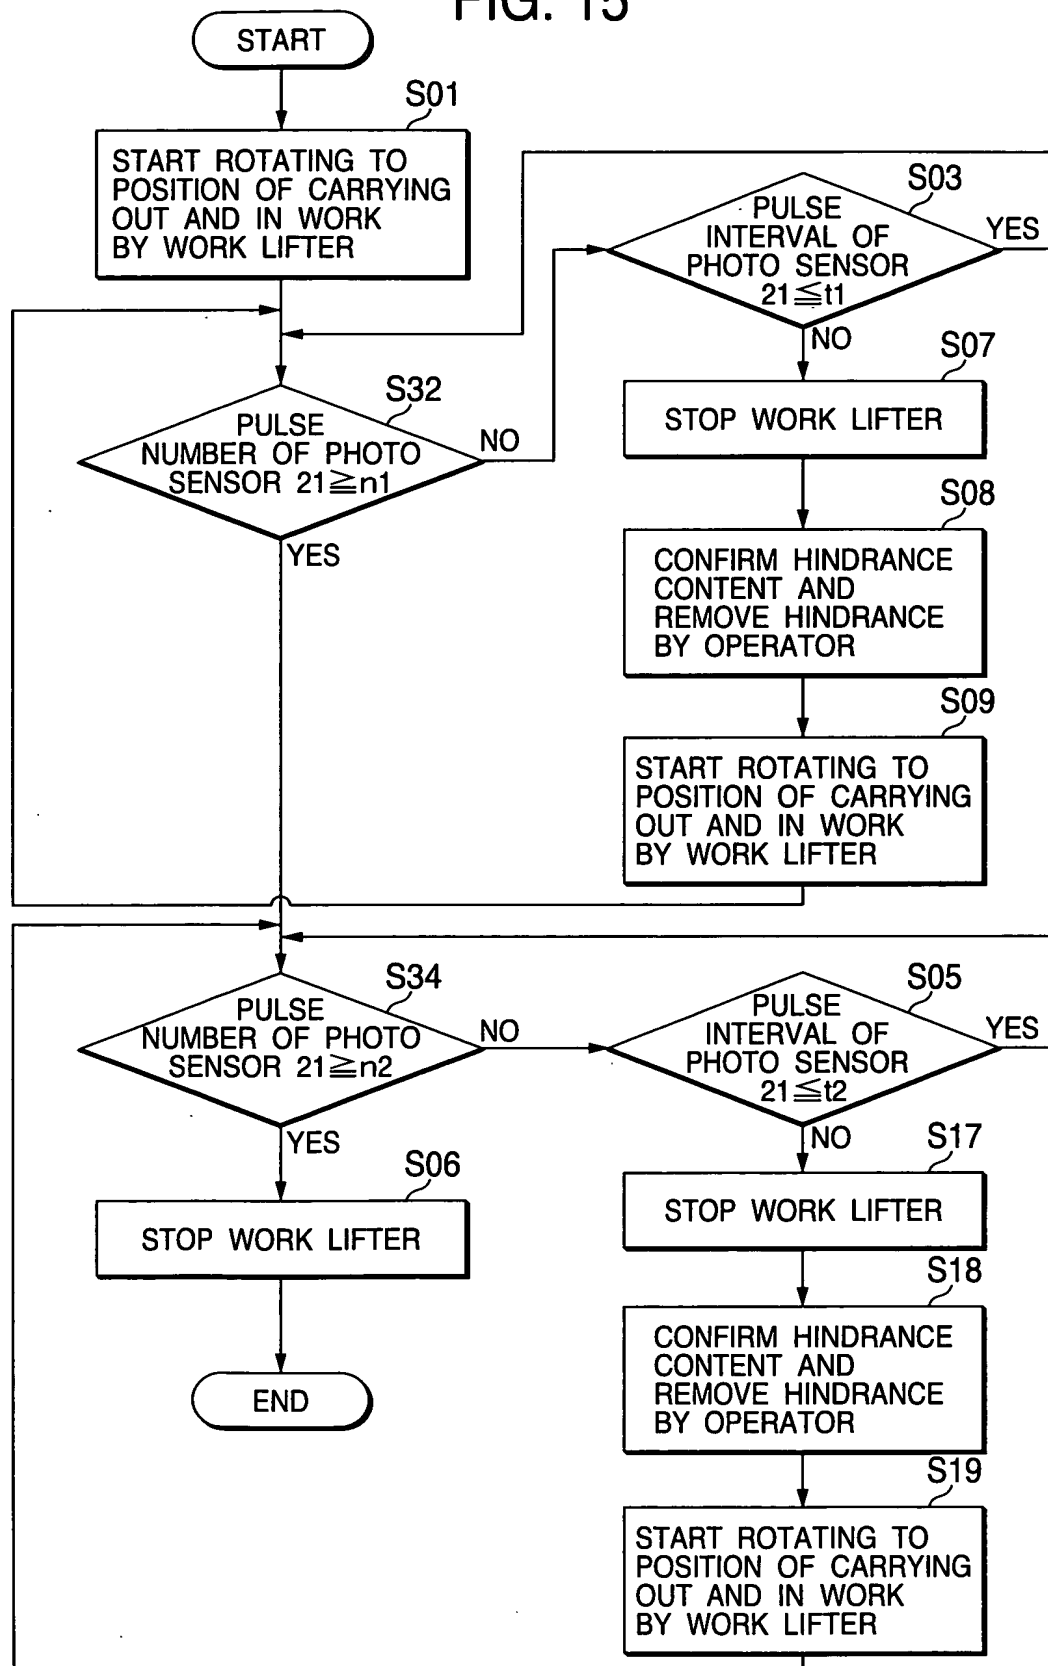 FIG. 15
START
S01
START ROTATING TO
POSITION OF CARRYING
OUT AND IN WORK
BY WORK LIFTER
S03
PULSE
INTERVAL OF
PHOTO SENSOR
21≦t1
YES
NO
S32
PULSE
NUMBER OF PHOTO
SENSOR 21≧n1
NO
YES
S07
STOP WORK LIFTER
S08
CONFIRM HINDRANCE
CONTENT AND
REMOVE HINDRANCE
BY OPERATOR
S09
START ROTATING TO
POSITION OF CARRYING
OUT AND IN WORK
BY WORK LIFTER
S34
PULSE
NUMBER OF PHOTO
SENSOR 21≧n2
NO
YES
S05
PULSE
INTERVAL OF
PHOTO SENSOR
21≦t2
YES
NO
S06
STOP WORK LIFTER
END
S17
STOP WORK LIFTER
S18
CONFIRM HINDRANCE
CONTENT AND
REMOVE HINDRANCE
BY OPERATOR
S19
START ROTATING TO
POSITION OF CARRYING
OUT AND IN WORK
BY WORK LIFTER